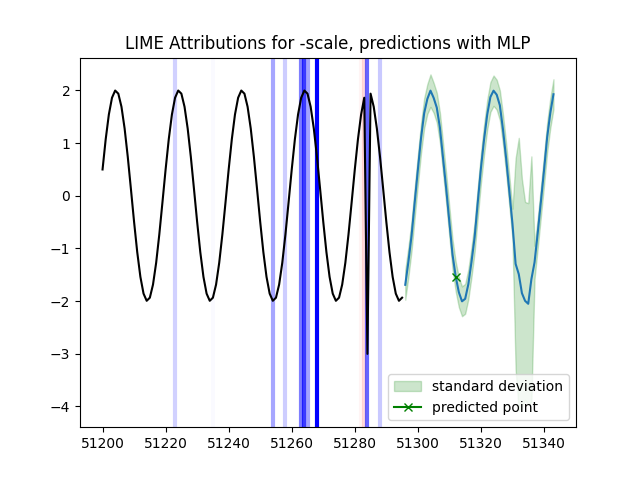 LIME Attributions for -scale, predictions with MLP
2
1
0
−1
−2
−3
−4
standard deviation
predicted point
51200 51220 51240 51260 51280 51300 51320 51340